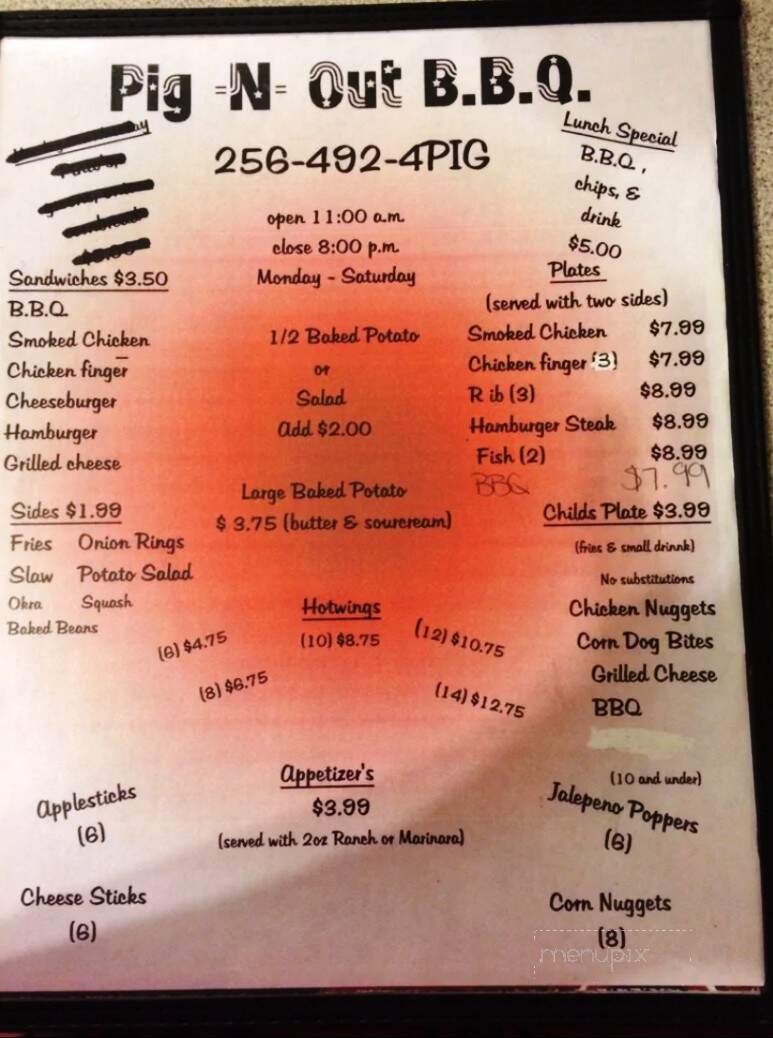 Pig -N- Out B.B.Q.
256-492-4PIG
open 11:00 a.m.
close 8:00 p.m.
Monday - Saturday
Lunch Special
B.B.Q.,
chips, &
drink
$5.00
Sandwiches $3.50
B.B.Q.
Smoked Chicken
Chicken finger
Cheeseburger
Hamburger
Grilled cheese
1/2 Baked Potato
or
Salad
Add $2.00
Large Baked Potato
$ 3.75 (butter & sourcream)
Plates
(served with two sides)
Smoked Chicken $7.99
Chicken finger (3) $7.99
R ib (3) $8.99
Hamburger Steak $8.99
Fish (2) $8.99
BBQ $7.99
Sides $1.99
Fries Onion Rings
Slaw Potato Salad
Okra Squash
Baked Beans
Childs Plate $3.99
(fries & small drinnk)
No substitutions
Chicken Nuggets
Corn Dog Bites
Grilled Cheese
BBQ
(10 and under)
Hotwings
(6) $4.75
(8) $6.75
(10) $8.75
(12) $10.75
(14) $12.75
Appetizer's
$3.99
(served with 2oz Ranch or Marinara)
Applesticks
(6)
Cheese Sticks
(6)
Jalepeno Poppers
(6)
Corn Nuggets
(8)
menupix